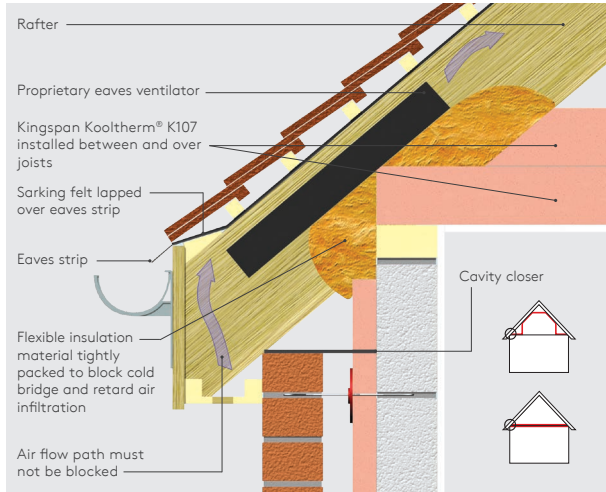 Rafter
Proprietary eaves ventilator
Kingspan Kooltherm® K107
installed between and over
joists
Sarking felt lapped
over eaves strip
Eaves strip
Cavity closer
Flexible insulation
material tightly
packed to block cold
bridge and retard air
infiltration
Air flow path must
not be blocked